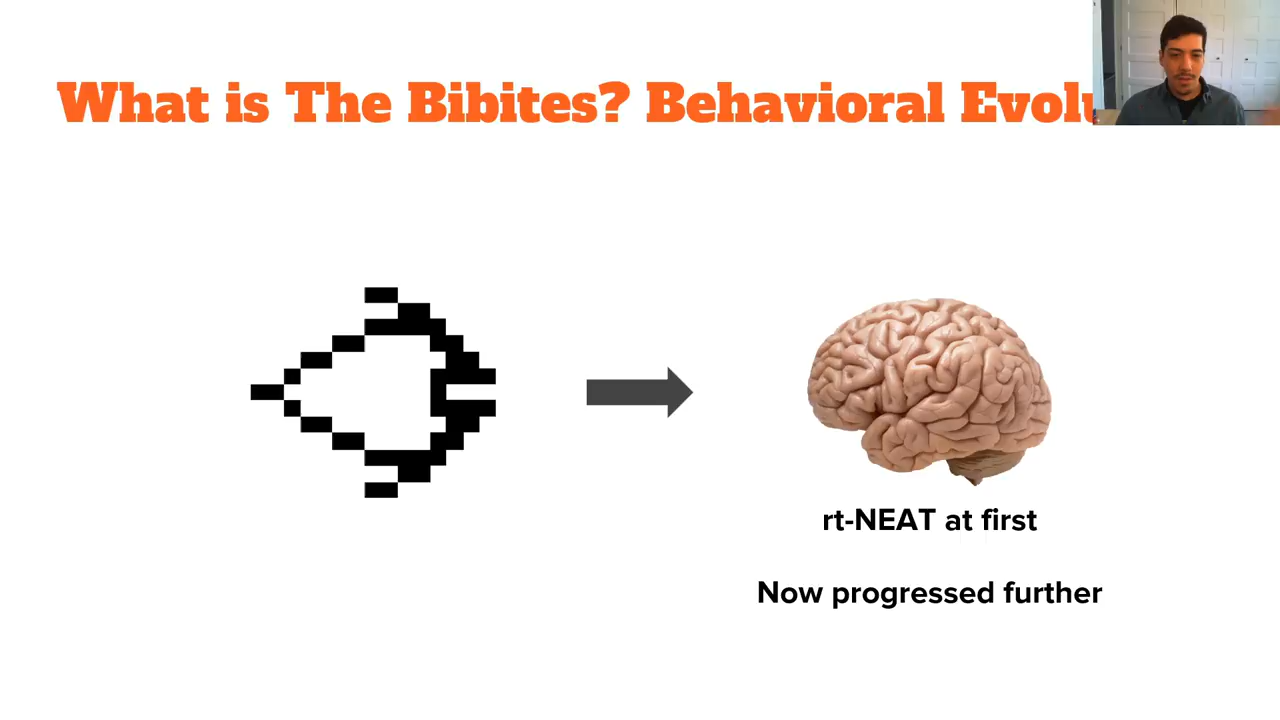 What is The Bibites? Behavioral Evolu
rt-NEAT at first
Now progressed further